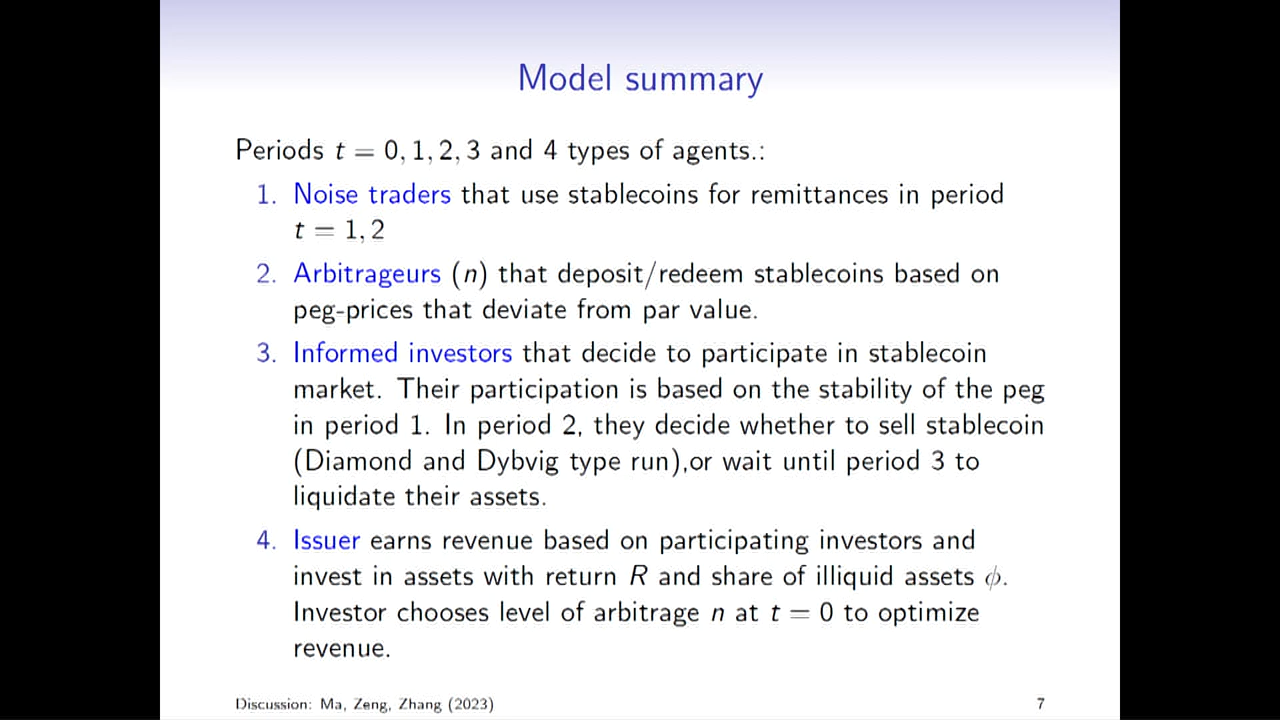 Model summary
Periods t = 0, 1, 2, 3 and 4 types of agents.:
1. Noise traders that use stablecoins for remittances in period
t = 1, 2
2. Arbitrageurs (n) that deposit/redeem stablecoins based on
peg-prices that deviate from par value.
3. Informed investors that decide to participate in stablecoin
market. Their participation is based on the stability of the peg
in period 1. In period 2, they decide whether to sell stablecoin
(Diamond and Dybvig type run),or wait until period 3 to
liquidate their assets.
4. Issuer earns revenue based on participating investors and
invest in assets with return R and share of illiquid assets ϕ.
Investor chooses level of arbitrage n at t = 0 to optimize
revenue.
Discussion: Ma, Zeng, Zhang (2023)
7